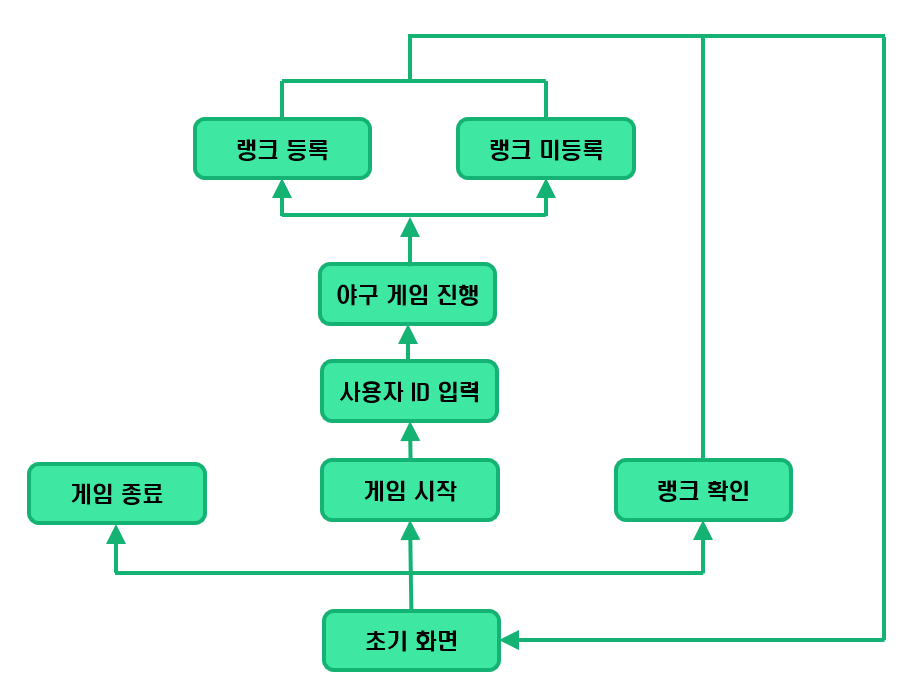 랭크 등록
랭크 미등록
야구 게임 진행
사용자 ID 입력
게임 종료
게임 시작
랭크 확인
초기 화면